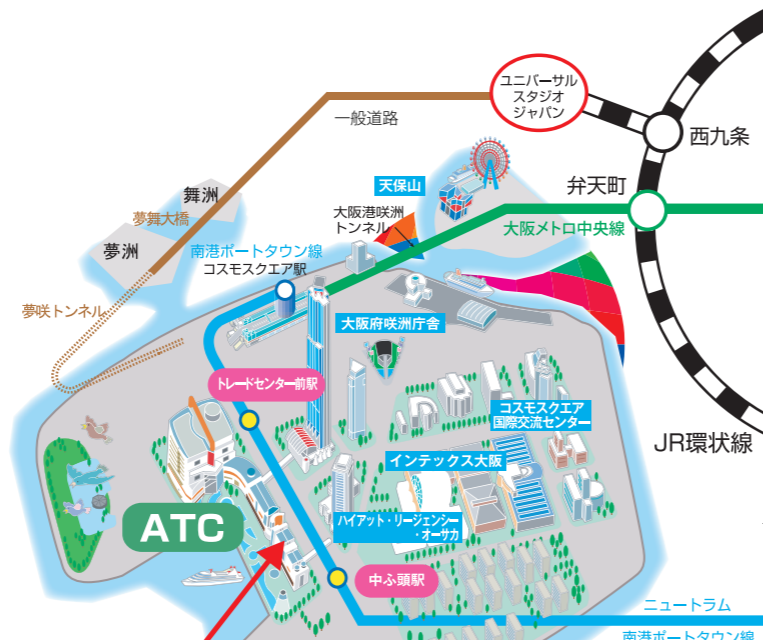 ユニバーサル
スタジオ
ジャパン
一般道路
西九条
天保山
弁天町
舞洲
大阪港咲洲
トンネル
夢舞大橋
大阪メトロ中央線
夢洲
南港ポートタウン線
コスモスクエア駅
夢咲トンネル
大阪府咲洲庁舎
トレードセンター前駅
コスモスクエア
国際交流センター
JR環状線
インテックス大阪
ATC
ハイアット・リージェンシー
・オーサカ
中ふ頭駅
ニュートラム
南港ポートタウン線